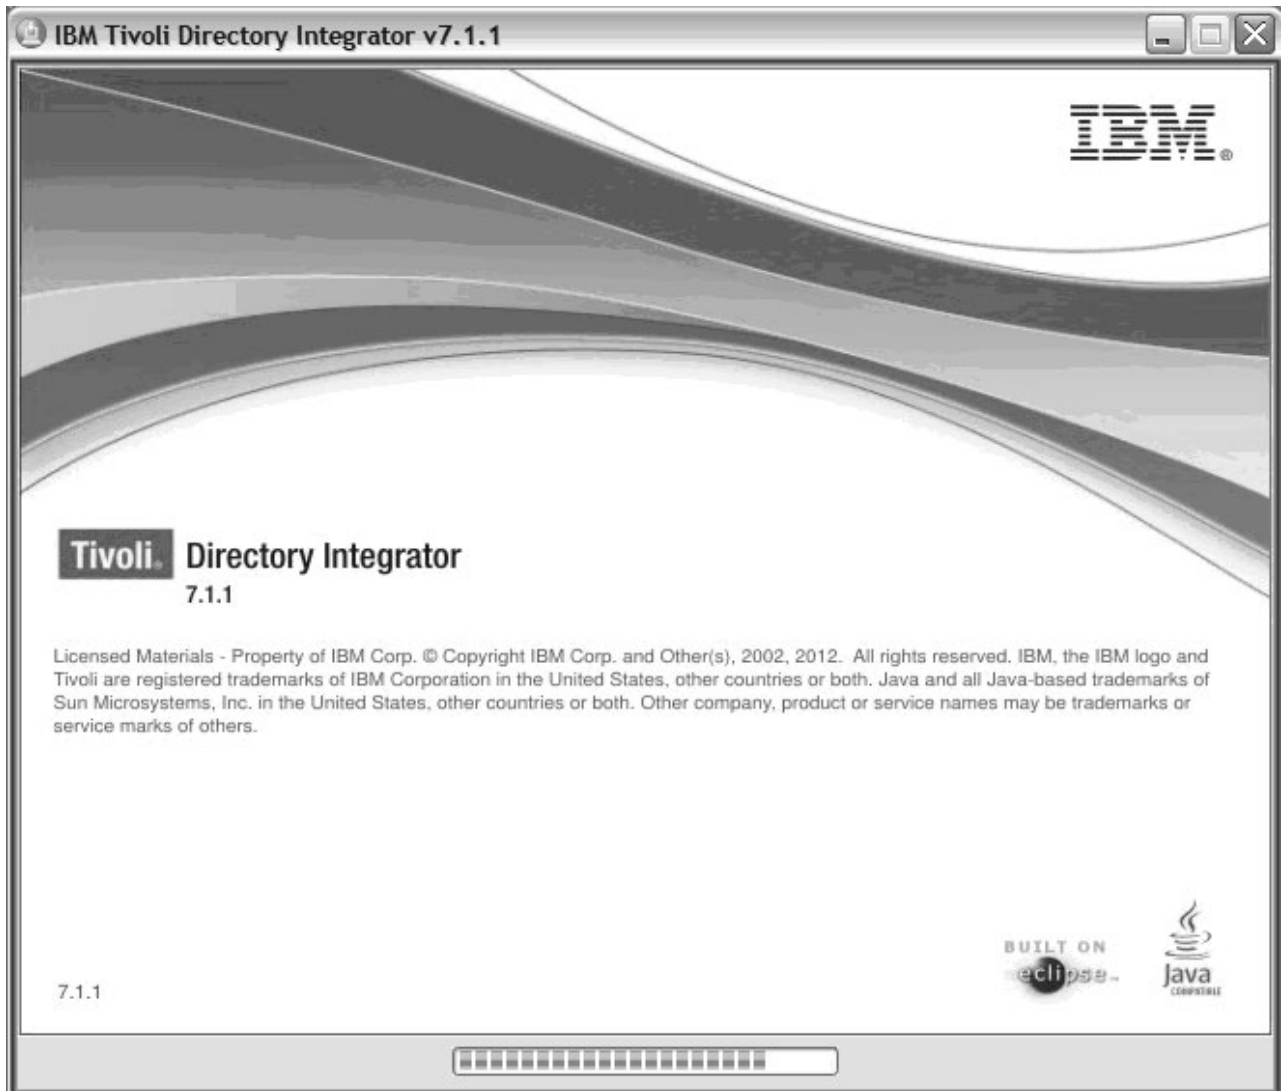 IBM Tivoli Directory Integrator v7.1.1
IBM®
Tivoli® Directory Integrator
7.1.1
Licensed Materials - Property of IBM Corp. © Copyright IBM Corp. and Other(s), 2002, 2012. All rights reserved. IBM, the IBM logo and
Tivoli are registered trademarks of IBM Corporation in the United States, other countries or both. Java and all Java-based trademarks of
Sun Microsystems, Inc. in the United States, other countries or both. Other company, product or service names may be trademarks or
service marks of others.
BUILT ON
eclipse™
Java
COMPATIBLE
7.1.1